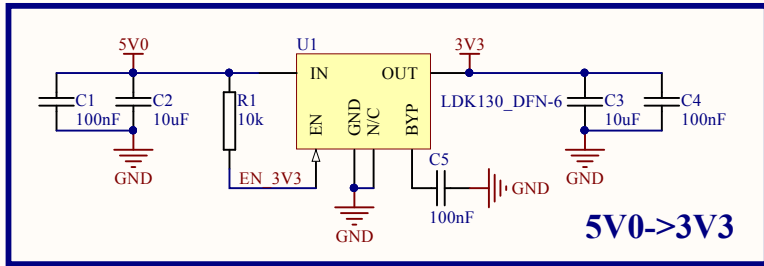 5V0
U1
3V3
IN
OUT
C1
100nF
C2
10uF
R1
10k
EN
GND
N/C
BYP
LDK130_DFN-6
C3
10uF
C4
100nF
GND
EN_3V3
C5
100nF
GND
GND
GND
5V0->3V3